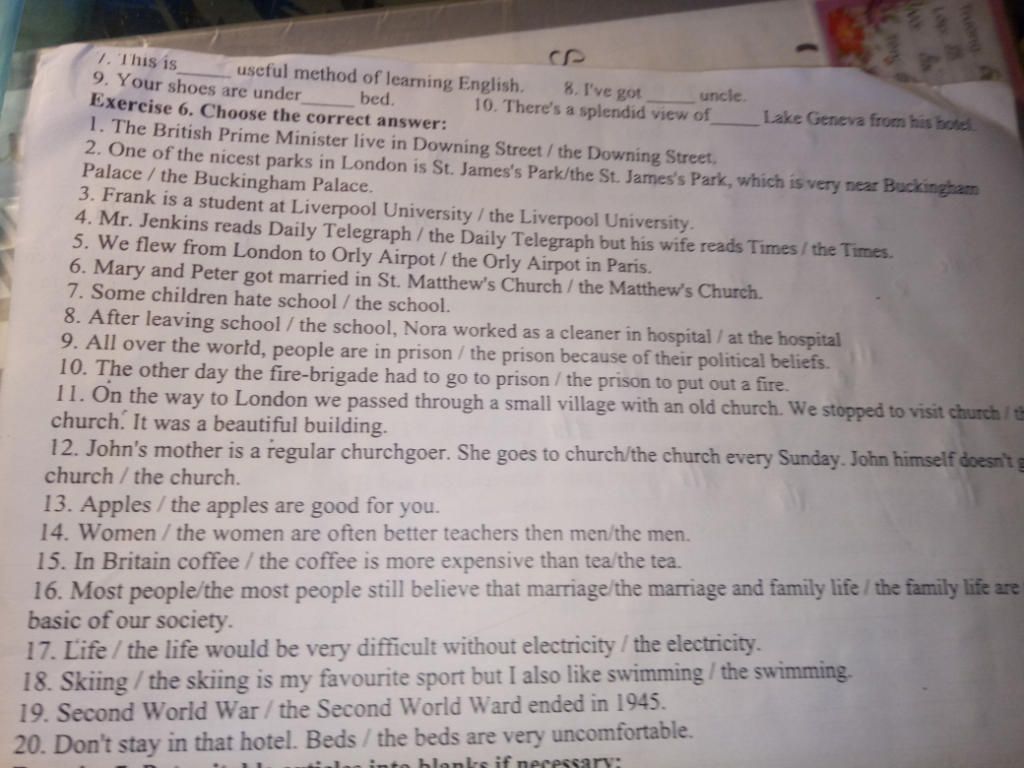 7. This is_____ useful method of learning English. 8. I've got _____ uncle.
9. Your shoes are under_____ bed. 10. There's a splendid view of_____ Lake Geneva from his hotel.
Exercise 6. Choose the correct answer:
1. The British Prime Minister live in Downing Street / the Downing Street.
2. One of the nicest parks in London is St. James's Park/the St. James's Park, which is very near Buckingham
Palace / the Buckingham Palace.
3. Frank is a student at Liverpool University / the Liverpool University.
4. Mr. Jenkins reads Daily Telegraph / the Daily Telegraph but his wife reads Times / the Times.
5. We flew from London to Orly Airpot / the Orly Airpot in Paris.
6. Mary and Peter got married in St. Matthew's Church / the Matthew's Church.
7. Some children hate school / the school.
8. After leaving school / the school, Nora worked as a cleaner in hospital / at the hospital
9. All over the world, people are in prison / the prison because of their political beliefs.
10. The other day the fire-brigade had to go to prison / the prison to put out a fire.
11. On the way to London we passed through a small village with an old church. We stopped to visit church / th
church. It was a beautiful building.
12. John's mother is a regular churchgoer. She goes to church/the church every Sunday. John himself doesn't g
church / the church.
13. Apples / the apples are good for you.
14. Women / the women are often better teachers then men/the men.
15. In Britain coffee / the coffee is more expensive than tea/the tea.
16. Most people/the most people still believe that marriage/the marriage and family life / the family life are
basic of our society.
17. Life / the life would be very difficult without electricity / the electricity.
18. Skiing / the skiing is my favourite sport but I also like swimming / the swimming.
19. Second World War / the Second World Ward ended in 1945.
20. Don't stay in that hotel. Beds / the beds are very uncomfortable.
articles into blanks if necessary: